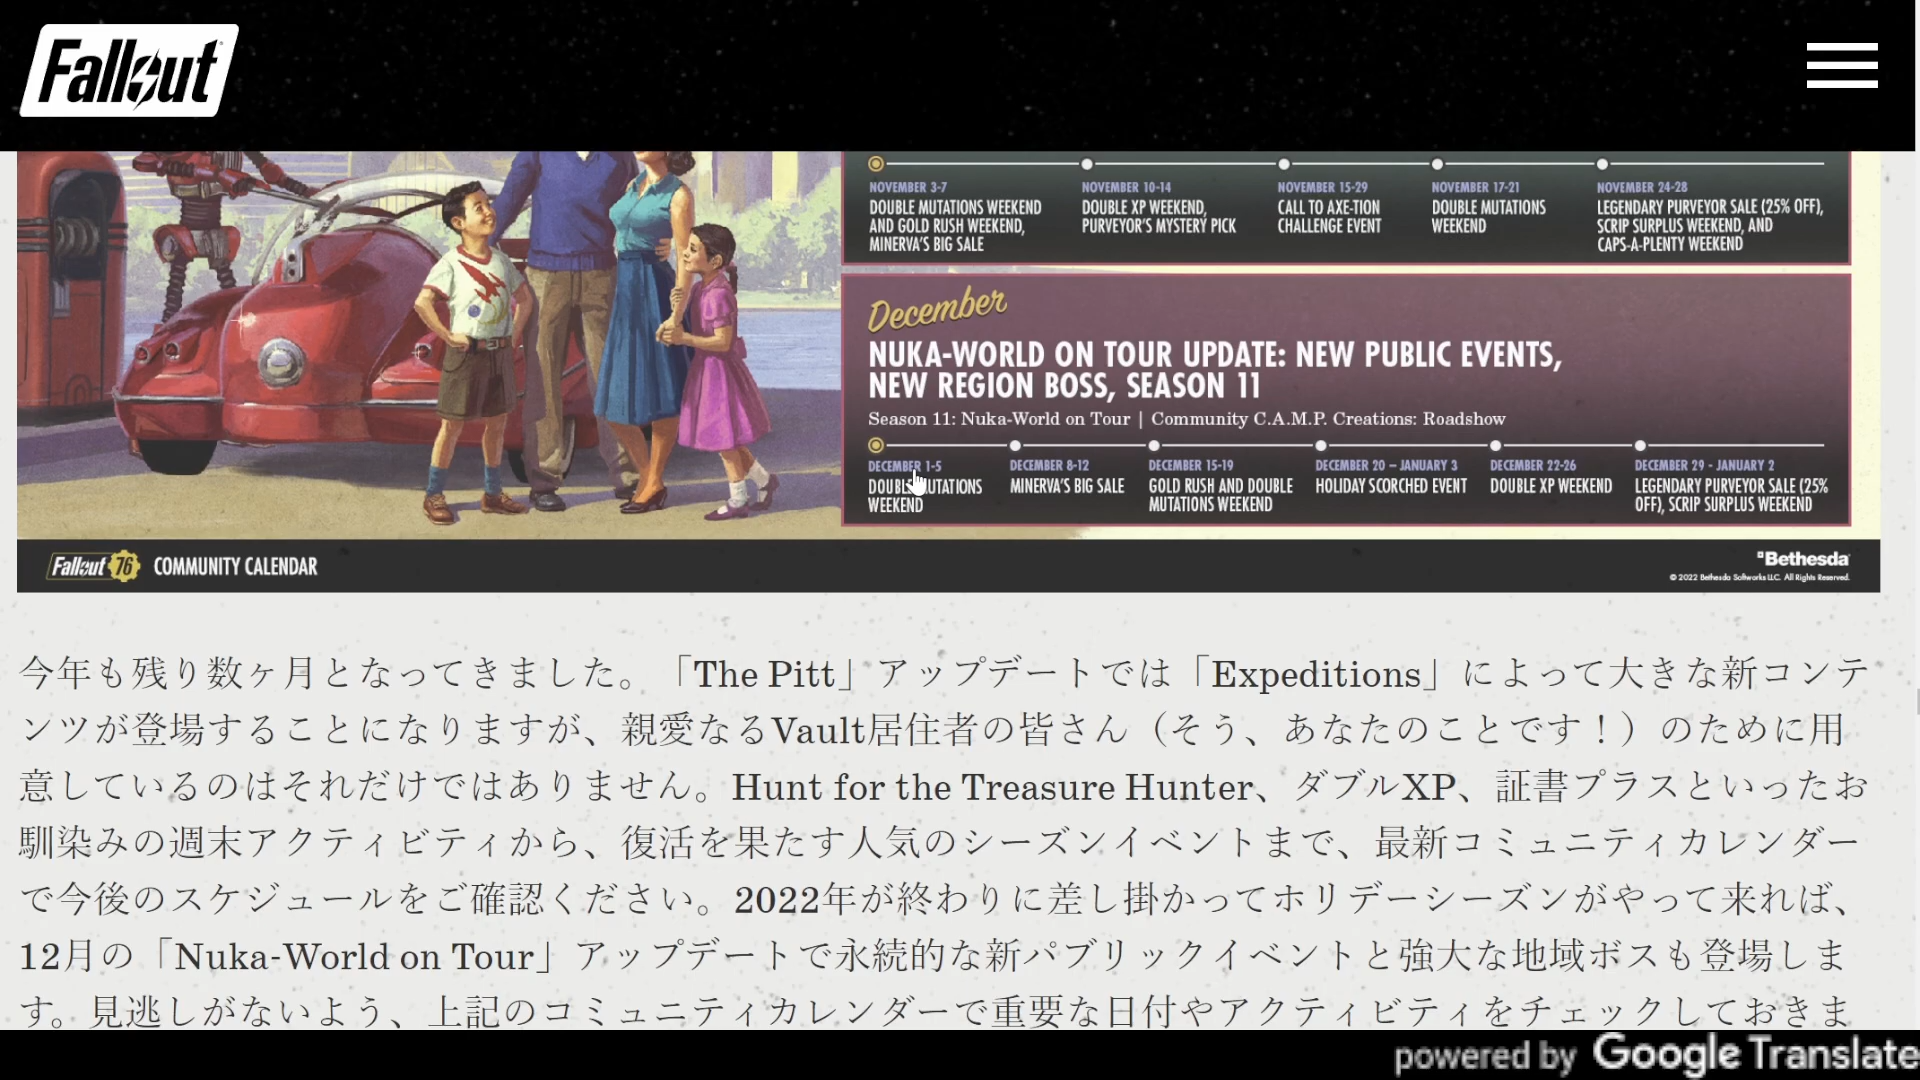 Fallout
NOVEMBER 3-7
DOUBLE MUTATIONS WEEKEND
AND GOLD RUSH WEEKEND,
MINERVA'S BIG SALE
NOVEMBER 10-14
DOUBLE XP WEEKEND,
PURVEYOR'S MYSTERY PICK
NOVEMBER 15-29
CALL TO AXE-TION
CHALLENGE EVENT
NOVEMBER 17-21
DOUBLE MUTATIONS
WEEKEND
NOVEMBER 24-28
LEGENDARY PURVEYOR SALE (25% OFF),
SCRIP SURPLUS WEEKEND, AND
CAPS-A-PLENTY WEEKEND
December
NUKA-WORLD ON TOUR UPDATE: NEW PUBLIC EVENTS,
NEW REGION BOSS, SEASON 11
Season 11: Nuka-World on Tour | Community C.A.M.P. Creations: Roadshow
DECEMBER 1-5
DOUBLE MUTATIONS
WEEKEND
DECEMBER 8-12
MINERVA'S BIG SALE
DECEMBER 15-19
GOLD RUSH AND DOUBLE
MUTATIONS WEEKEND
DECEMBER 20 – JANUARY 3
HOLIDAY SCORCHED EVENT
DECEMBER 22-26
DOUBLE XP WEEKEND
DECEMBER 29 - JANUARY 2
LEGENDARY PURVEYOR SALE (25%
OFF), SCRIP SURPLUS WEEKEND
Fallout 76 COMMUNITY CALENDAR
Bethesda
© 2022 Bethesda Softworks LLC. All Rights Reserved.
今年も残り数ヶ月となってきました。「The Pitt」アップデートでは「Expeditions」によって大きな新コンテ
ンツが登場することになりますが、親愛なるVault居住者の皆さん（そう、あなたのことです！）のために用
意しているのはそれだけではありません。Hunt for the Treasure Hunter、ダブルXP、証書プラスといったお
馴染みの週末アクティビティから、復活を果たす人気のシーズンイベントまで、最新コミュニティカレンダー
で今後のスケジュールをご確認ください。2022年が終わりに差し掛かってホリデーシーズンがやって来れば、
12月の「Nuka-World on Tour」アップデートで永続的な新パブリックイベントと強大な地域ボスも登場しま
す。見逃しがないよう、上記のコミュニティカレンダーで重要な日付やアクティビティをチェックしておきま
powered by Google Translate